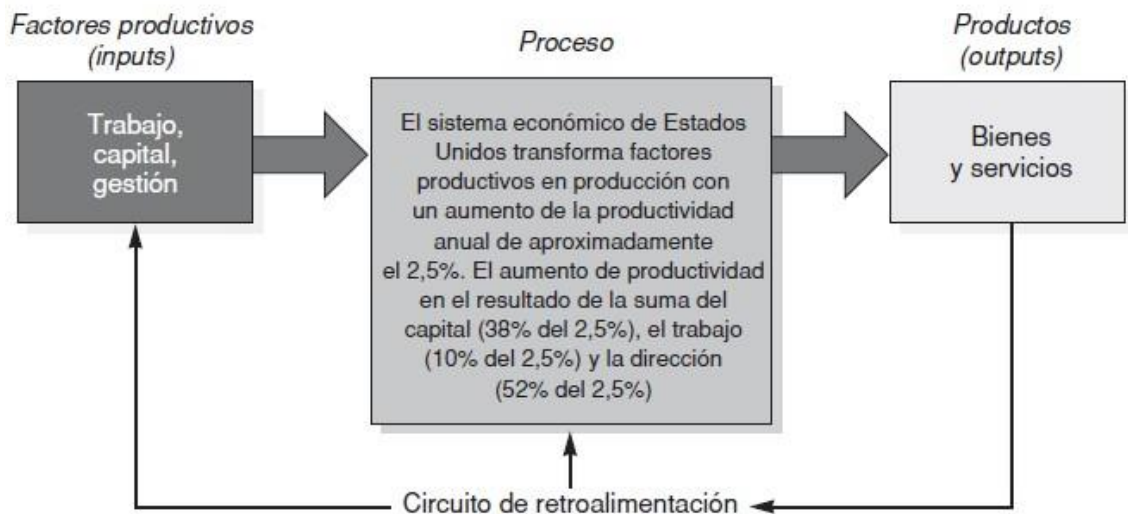 Factores productivos
(inputs)
Trabajo,
capital,
gestión
Proceso
El sistema económico de Estados
Unidos transforma factores
productivos en producción con
un aumento de la productividad
anual de aproximadamente
el 2,5%. El aumento de productividad
en el resultado de la suma del
capital (38% del 2,5%), el trabajo
(10% del 2,5%) y la dirección
(52% del 2,5%)
Productos
(outputs)
Bienes
y servicios
Circuito de retroalimentación